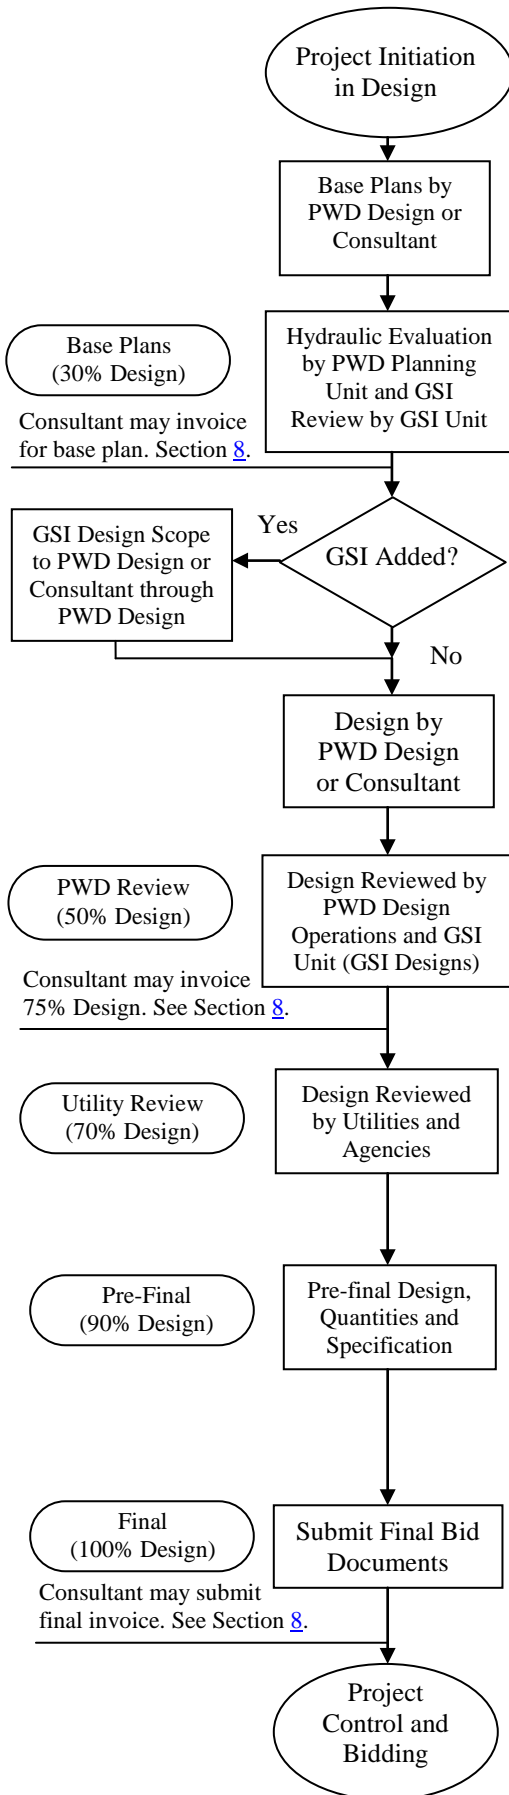 Project Initiation
in Design
Base Plans by
PWD Design or
Consultant
Base Plans
(30% Design)
Hydraulic Evaluation
by PWD Planning
Unit and GSI
Review by GSI Unit
Consultant may invoice
for base plan. Section 8.
GSI Added?
Yes
GSI Design Scope
to PWD Design or
Consultant through
PWD Design
No
Design by
PWD Design
or Consultant
PWD Review
(50% Design)
Design Reviewed by
PWD Design
Operations and GSI
Unit (GSI Designs)
Consultant may invoice
75% Design. See Section 8.
Utility Review
(70% Design)
Design Reviewed
by Utilities and
Agencies
Pre-Final
(90% Design)
Pre-final Design,
Quantities and
Specification
Final
(100% Design)
Submit Final Bid
Documents
Consultant may submit
final invoice. See Section 8.
Project
Control and
Bidding